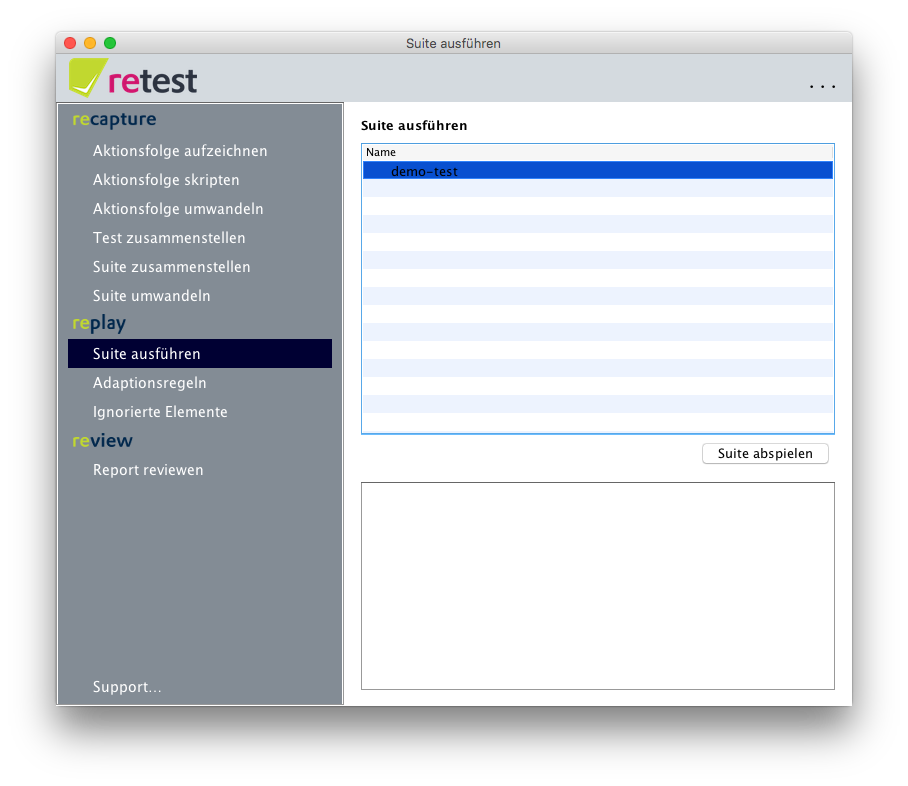 Suite ausführen
retest
...
recapture
Aktionsfolge aufzeichnen
Aktionsfolge skripten
Aktionsfolge umwandeln
Test zusammenstellen
Suite zusammenstellen
Suite umwandeln
replay
Suite ausführen
Adaptionsregeln
Ignorierte Elemente
review
Report reviewen
Support...
Suite ausführen
Name
demo-test
Suite abspielen